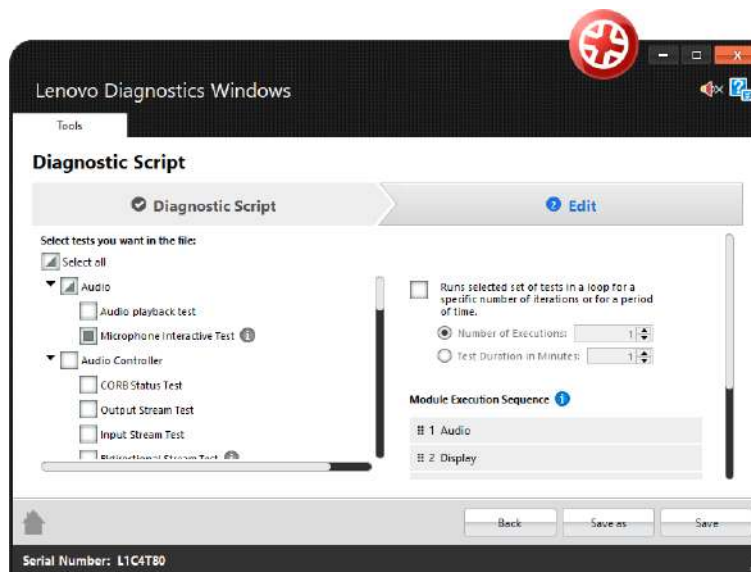 Lenovo Diagnostics Windows
Tools
Diagnostic Script
Diagnostic Script
2 Edit
Select tests you want in the file:
Select all
Audio
Audio playback test
Microphone Interactive Test
Audio Controller
CORB Status Test
Output Stream Test
Input Stream Test
Bidirectional Stream Test
Runs selected set of tests in a loop for a
specific number of iterations or for a period
of time.
Number of Executions: 1
Test Duration in Minutes: 1
Module Execution Sequence
1 Audio
2 Display
Back Save as Save
Serial Number: L1C4T80